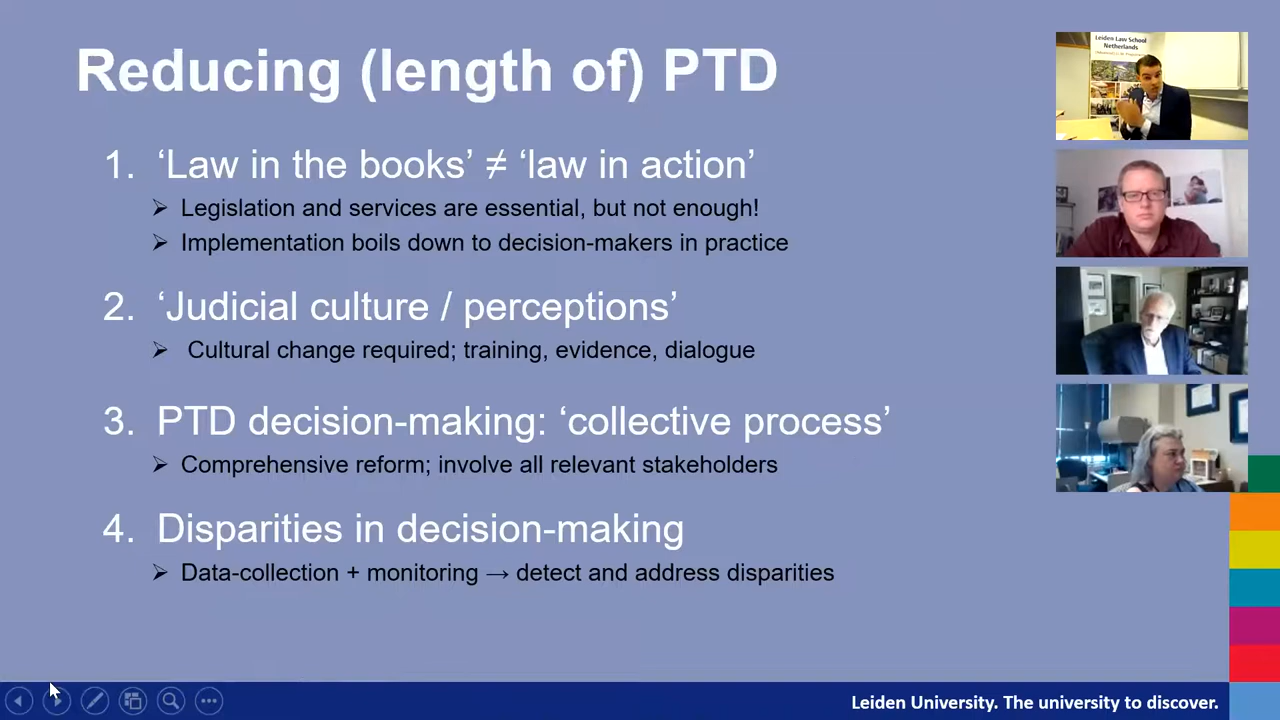 Reducing (length of) PTD
1. ‘Law in the books’ ≠ ‘law in action’
➢ Legislation and services are essential, but not enough!
➢ Implementation boils down to decision-makers in practice
2. ‘Judicial culture / perceptions’
➢ Cultural change required; training, evidence, dialogue
3. PTD decision-making: ‘collective process’
➢ Comprehensive reform; involve all relevant stakeholders
4. Disparities in decision-making
➢ Data-collection + monitoring → detect and address disparities
Leiden Law School
Netherlands
Leiden University. The university to discover.